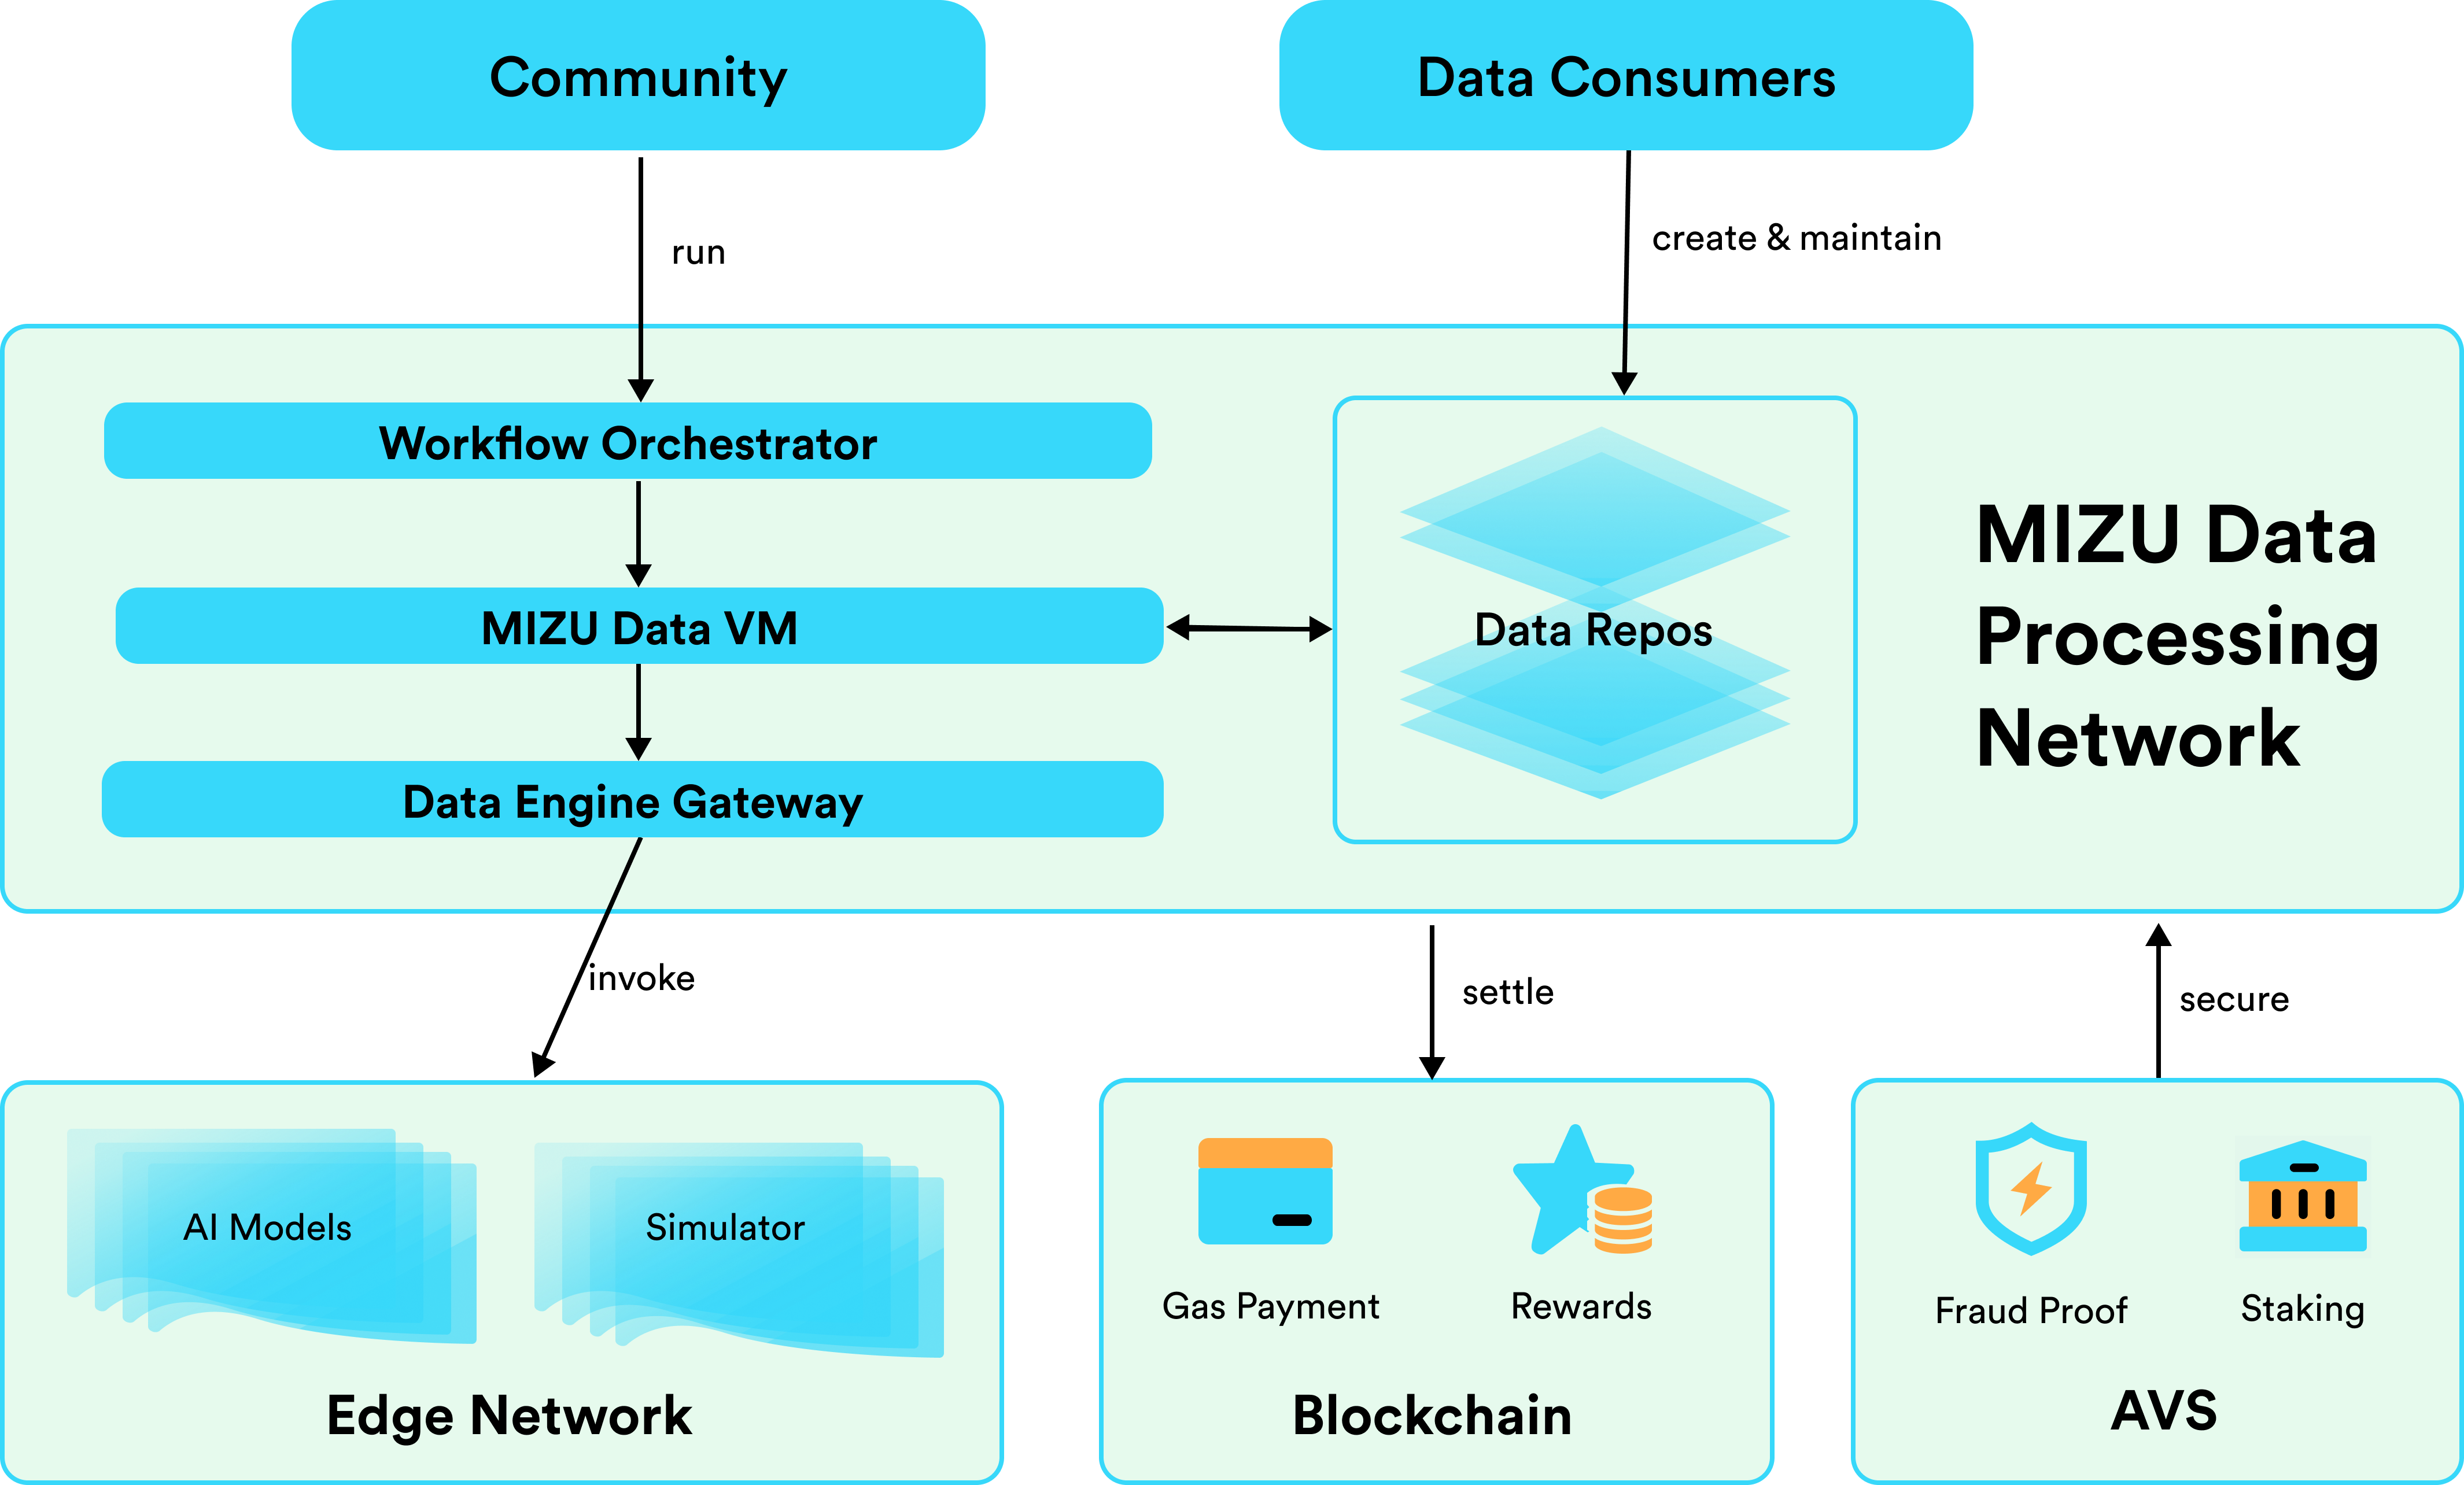 Community
Data Consumers
run
create & maintain
Workflow Orchestrator
MIZU Data VM
Data Engine Gateway
Data Repos
MIZU Data
Processing
Network
invoke
settle
secure
AI Models
Simulator
Edge Network
Gas Payment
Rewards
Blockchain
Fraud Proof
Staking
AVS